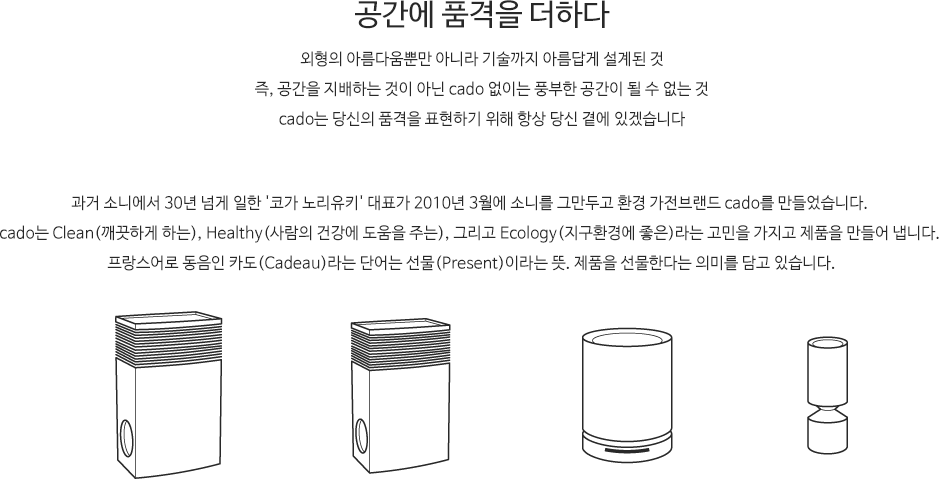 공간에 품격을 더하다
외형의 아름다움뿐만 아니라 기술까지 아름답게 설계된 것
즉, 공간을 지배하는 것이 아닌 cado 없이는 풍부한 공간이 될 수 없는 것
cado는 당신의 품격을 표현하기 위해 항상 당신 곁에 있겠습니다
과거 소니에서 30년 넘게 일한 '코가 노리유키' 대표가 2010년 3월에 소니를 그만두고 환경 가전브랜드 cado를 만들었습니다.
cado는 Clean(깨끗하게 하는), Healthy(사람의 건강에 도움을 주는), 그리고 Ecology(지구환경에 좋은)라는 고민을 가지고 제품을 만들어 냅니다.
프랑스어로 동음인 카도(Cadeau)라는 단어는 선물(Present)이라는 뜻. 제품을 선물한다는 의미를 담고 있습니다.